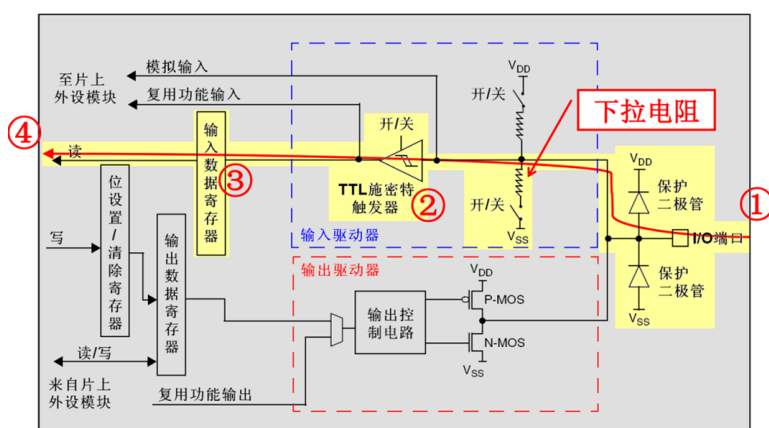 至片上
外设模块
模拟输入
复用功能输入
④
读
输
入
数
据
寄
存
器
③
开/关
TTL施密特
触发器
②
VDD
开/关
开/关
VSS
输入驱动器
下拉电阻
VDD
保护
二极管
①
I/O端口
保护
二极管
VSS
写
位
设
置
/
清
除
寄
存
器
输
出
数
据
寄
存
器
读/写
来自片上
外设模块
复用功能输出
输出驱动器
输出控
制电路
VDD
P-MOS
N-MOS
VSS